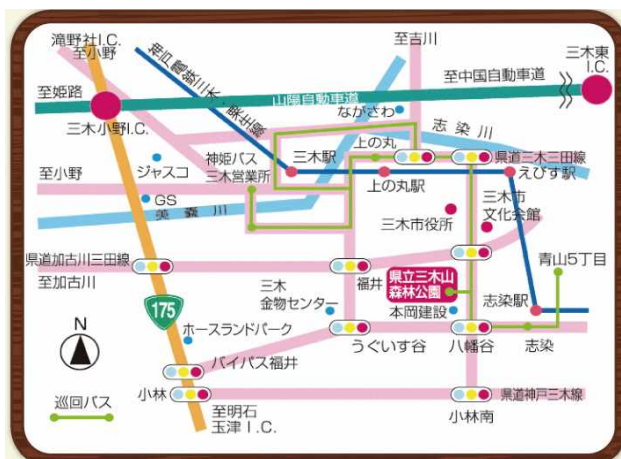 滝野社I.C.
至小野
神戸電鉄三木・粟生線
至吉川
三木東
I.C.
至中国自動車道
至姫路
山陽自動車道
三木小野I.C.
ながさわ
志染川
ジャスコ
神姫バス
三木営業所
三木駅
上の丸
県道三木三田線
えびす駅
至小野
上の丸駅
GS
美嚢川
三木市役所
三木市
文化会館
県道加古川三田線
至加古川
175
三木
金物センター
福井
県立三木山
森林公園
青山5丁目
志染駅
本岡建設
N
ホースランドパーク
うぐいす谷
八幡谷
志染
バイパス福井
小林
県道神戸三木線
小林南
巡回バス
至明石
玉津I.C.